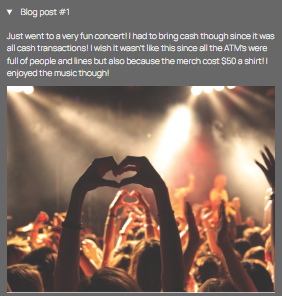 ▼ Blog post #1
Just went to a very fun concert! I had to bring cash though since it was
all cash transactions! I wish it wasn't like this since all the ATM's were
full of people and lines but also because the merch cost $50 a shirt! I
enjoyed the music though!